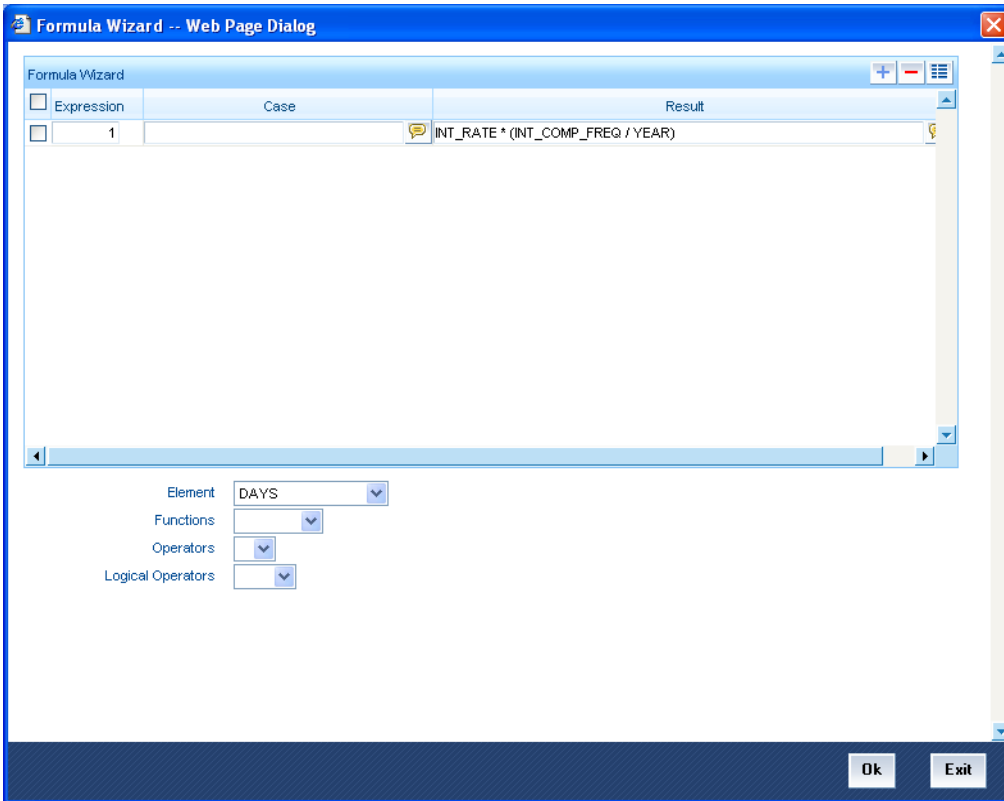 Formula Wizard -- Web Page Dialog
Formula Wizard
Expression Case Result
1 INT_RATE * (INT_COMP_FREQ / YEAR)
Element DAYS
Functions
Operators
Logical Operators
Ok Exit